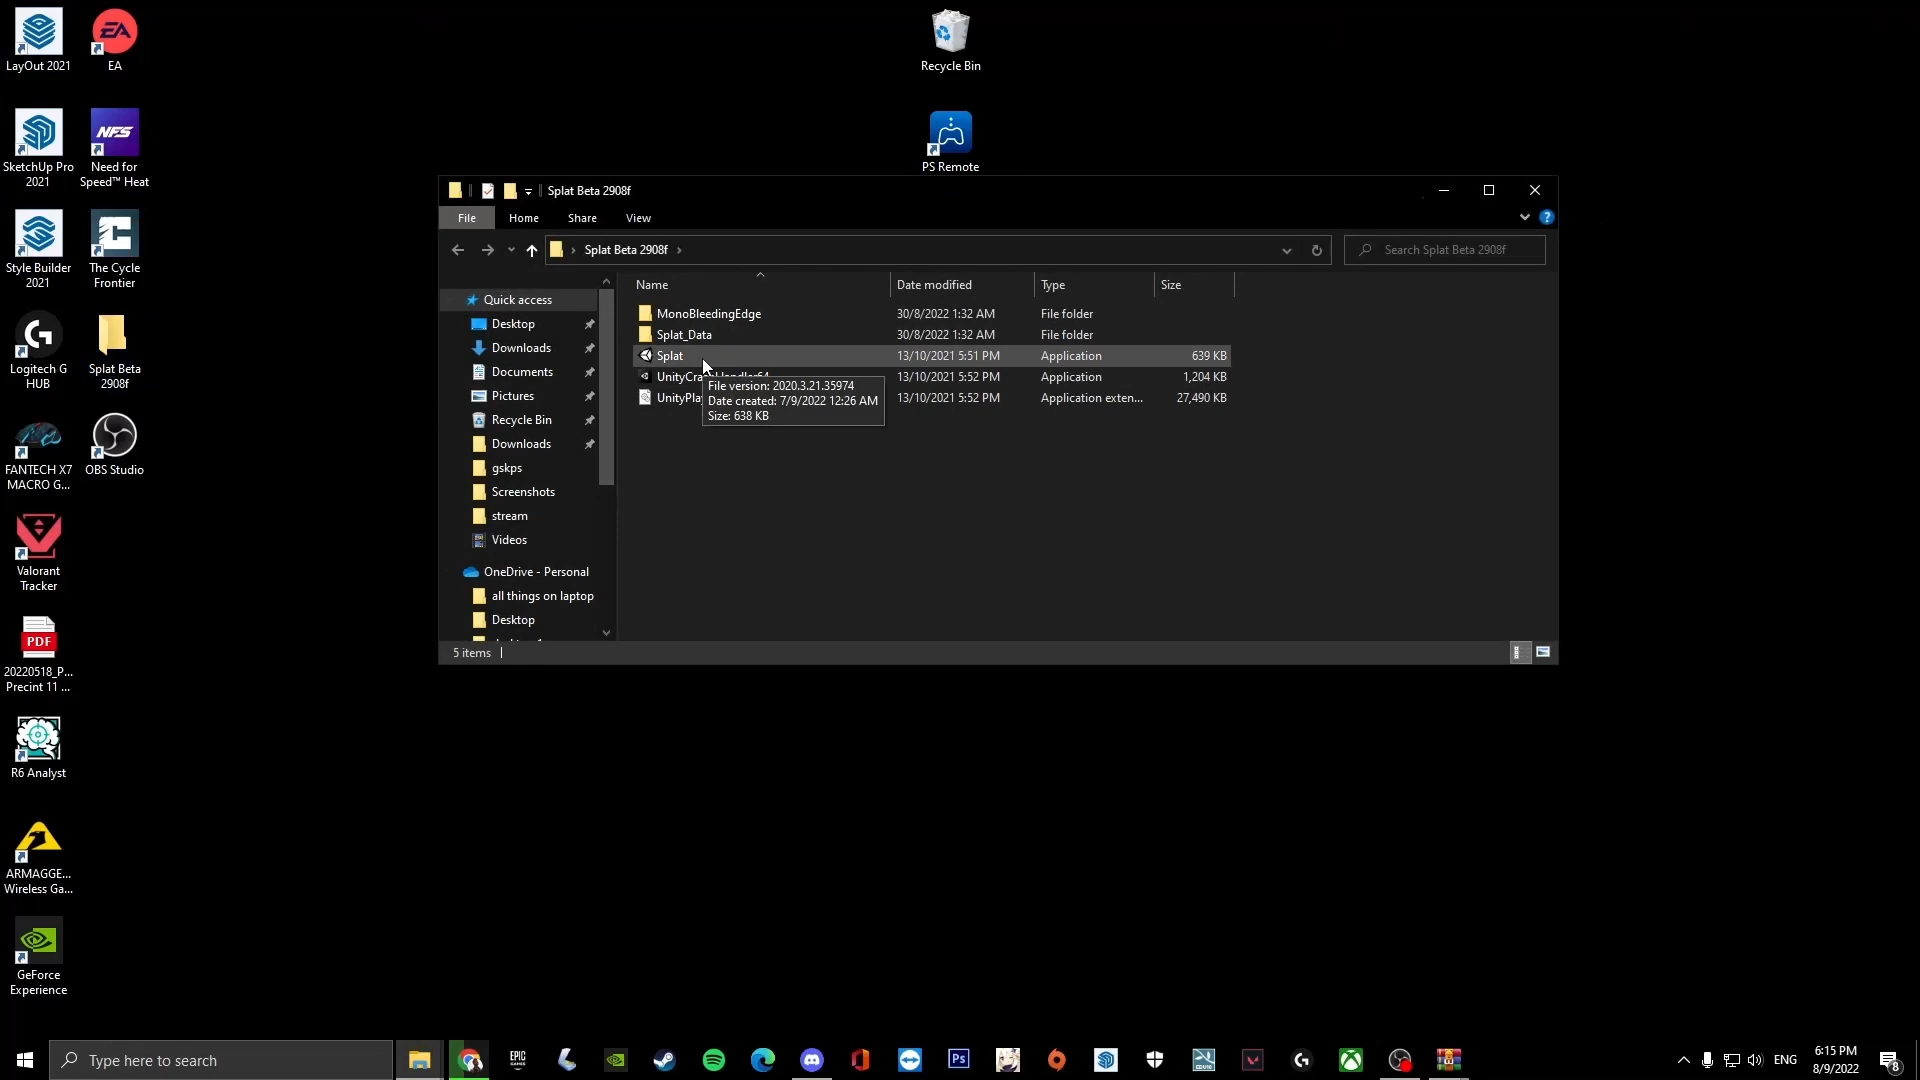 LayOut 2021
EA
EA
Recycle Bin
SketchUp Pro
2021
NFS
Need for
Speed™ Heat
PS Remote
Style Builder
2021
The Cycle
Frontier
Logitech G
HUB
Splat Beta
2908f
FANTECH X7
MACRO G...
OBS Studio
Valorant
Tracker
PDF
20220518_P...
Precint 11 ...
R6 Analyst
ARMAGGE...
Wireless Ga...
GeForce
Experience
Splat Beta 2908f
File
Home
Share
View
Splat Beta 2908f
Search Splat Beta 2908f
Quick access
Desktop
Downloads
Documents
Pictures
Recycle Bin
Downloads
gskps
Screenshots
stream
Videos
OneDrive - Personal
all things on laptop
Desktop
Name
Date modified
Type
Size
MonoBleedingEdge
30/8/2022 1:32 AM
File folder
Splat_Data
30/8/2022 1:32 AM
File folder
Splat
13/10/2021 5:51 PM
Application
639 KB
13/10/2021 5:52 PM
Application
1,204 KB
UnityPla
13/10/2021 5:52 PM
Application exten...
27,490 KB
File version: 2020.3.21.35974
Date created: 7/9/2022 12:26 AM
Size: 638 KB
5 items
Type here to search
EPIC
GAMES
Ps
ENG
6:15 PM
8/9/2022
8